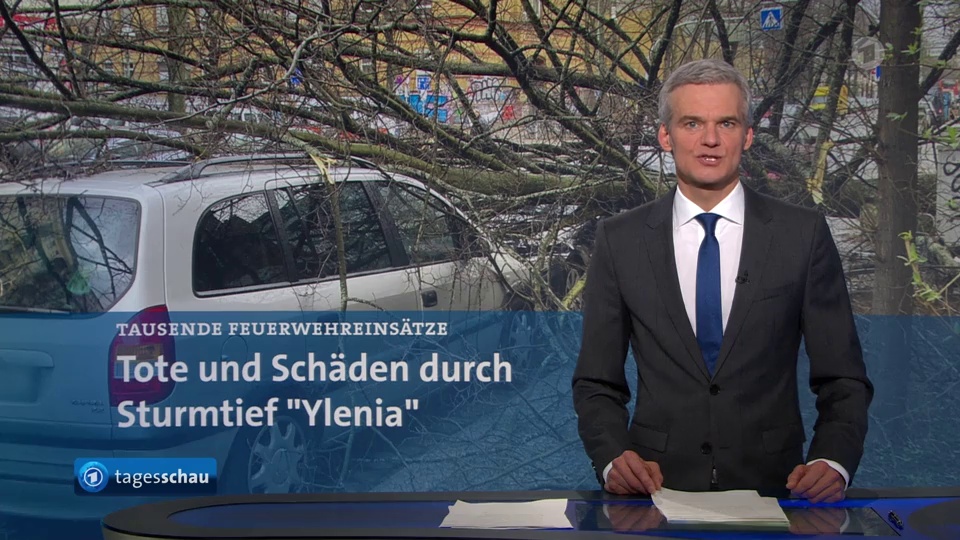 TAUSENDE FEUERWEHREINSÄTZE
Tote und Schäden durch
Sturmtief "Ylenia"
tagesschau